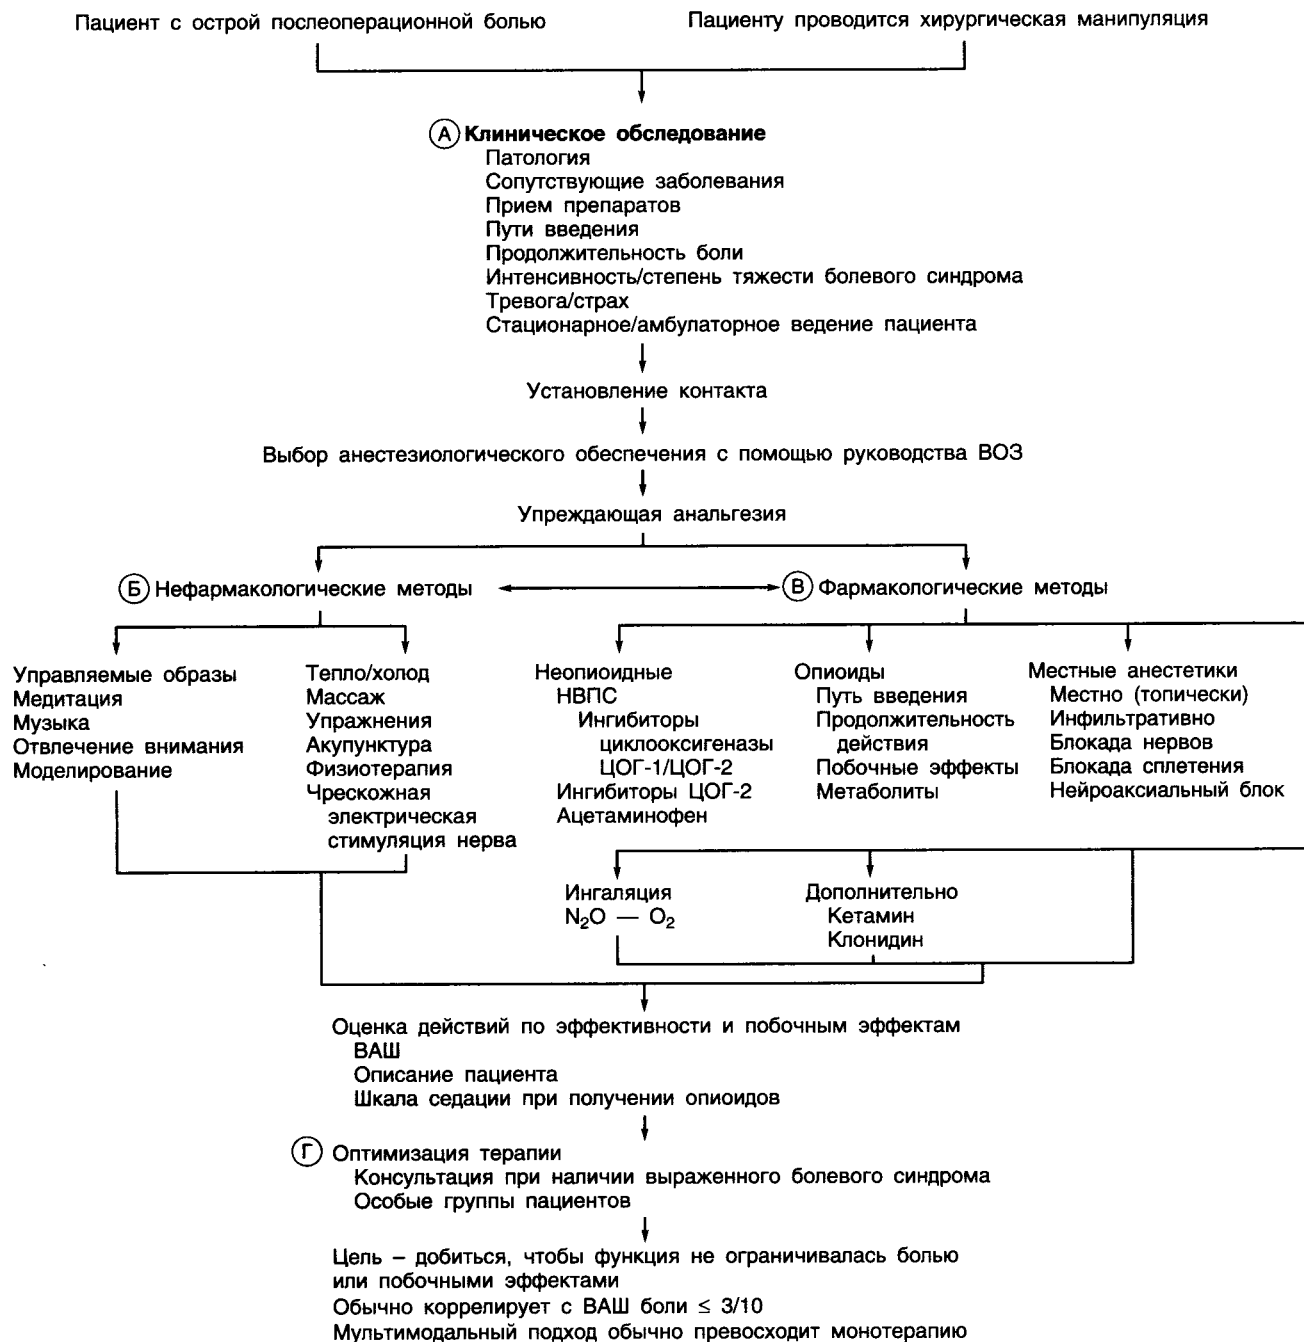 Пациент с острой послеоперационной болью
Пациенту проводится хирургическая манипуляция
А Клиническое обследование
Патология
Сопутствующие заболевания
Прием препаратов
Пути введения
Продолжительность боли
Интенсивность/степень тяжести болевого синдрома
Тревога/страх
Стационарное/амбулаторное ведение пациента
Установление контакта
Выбор анестезиологического обеспечения с помощью руководства ВОЗ
Упреждающая анальгезия
Б Нефармакологические методы
В Фармакологические методы
Управляемые образы
Медитация
Музыка
Отвлечение внимания
Моделирование
Тепло/холод
Массаж
Упражнения
Акупунктура
Физиотерапия
Чрескожная
электрическая
стимуляция нерва
Неопиоидные
НВПС
Ингибиторы
циклооксигеназы
ЦОГ-1/ЦОГ-2
Ингибиторы ЦОГ-2
Ацетаминофен
Опиоиды
Путь введения
Продолжительность
действия
Побочные эффекты
Метаболиты
Местные анестетики
Местно (топически)
Инфильтративно
Блокада нервов
Блокада сплетения
Нейроаксиальный блок
Ингаляция
N₂O — O₂
Дополнительно
Кетамин
Клонидин
Оценка действий по эффективности и побочным эффектам
ВАШ
Описание пациента
Шкала седации при получении опиоидов
Г Оптимизация терапии
Консультация при наличии выраженного болевого синдрома
Особые группы пациентов
Цель – добиться, чтобы функция не ограничивалась болью
или побочными эффектами
Обычно коррелирует с ВАШ боли ≤ 3/10
Мультимодальный подход обычно превосходит монотерапию